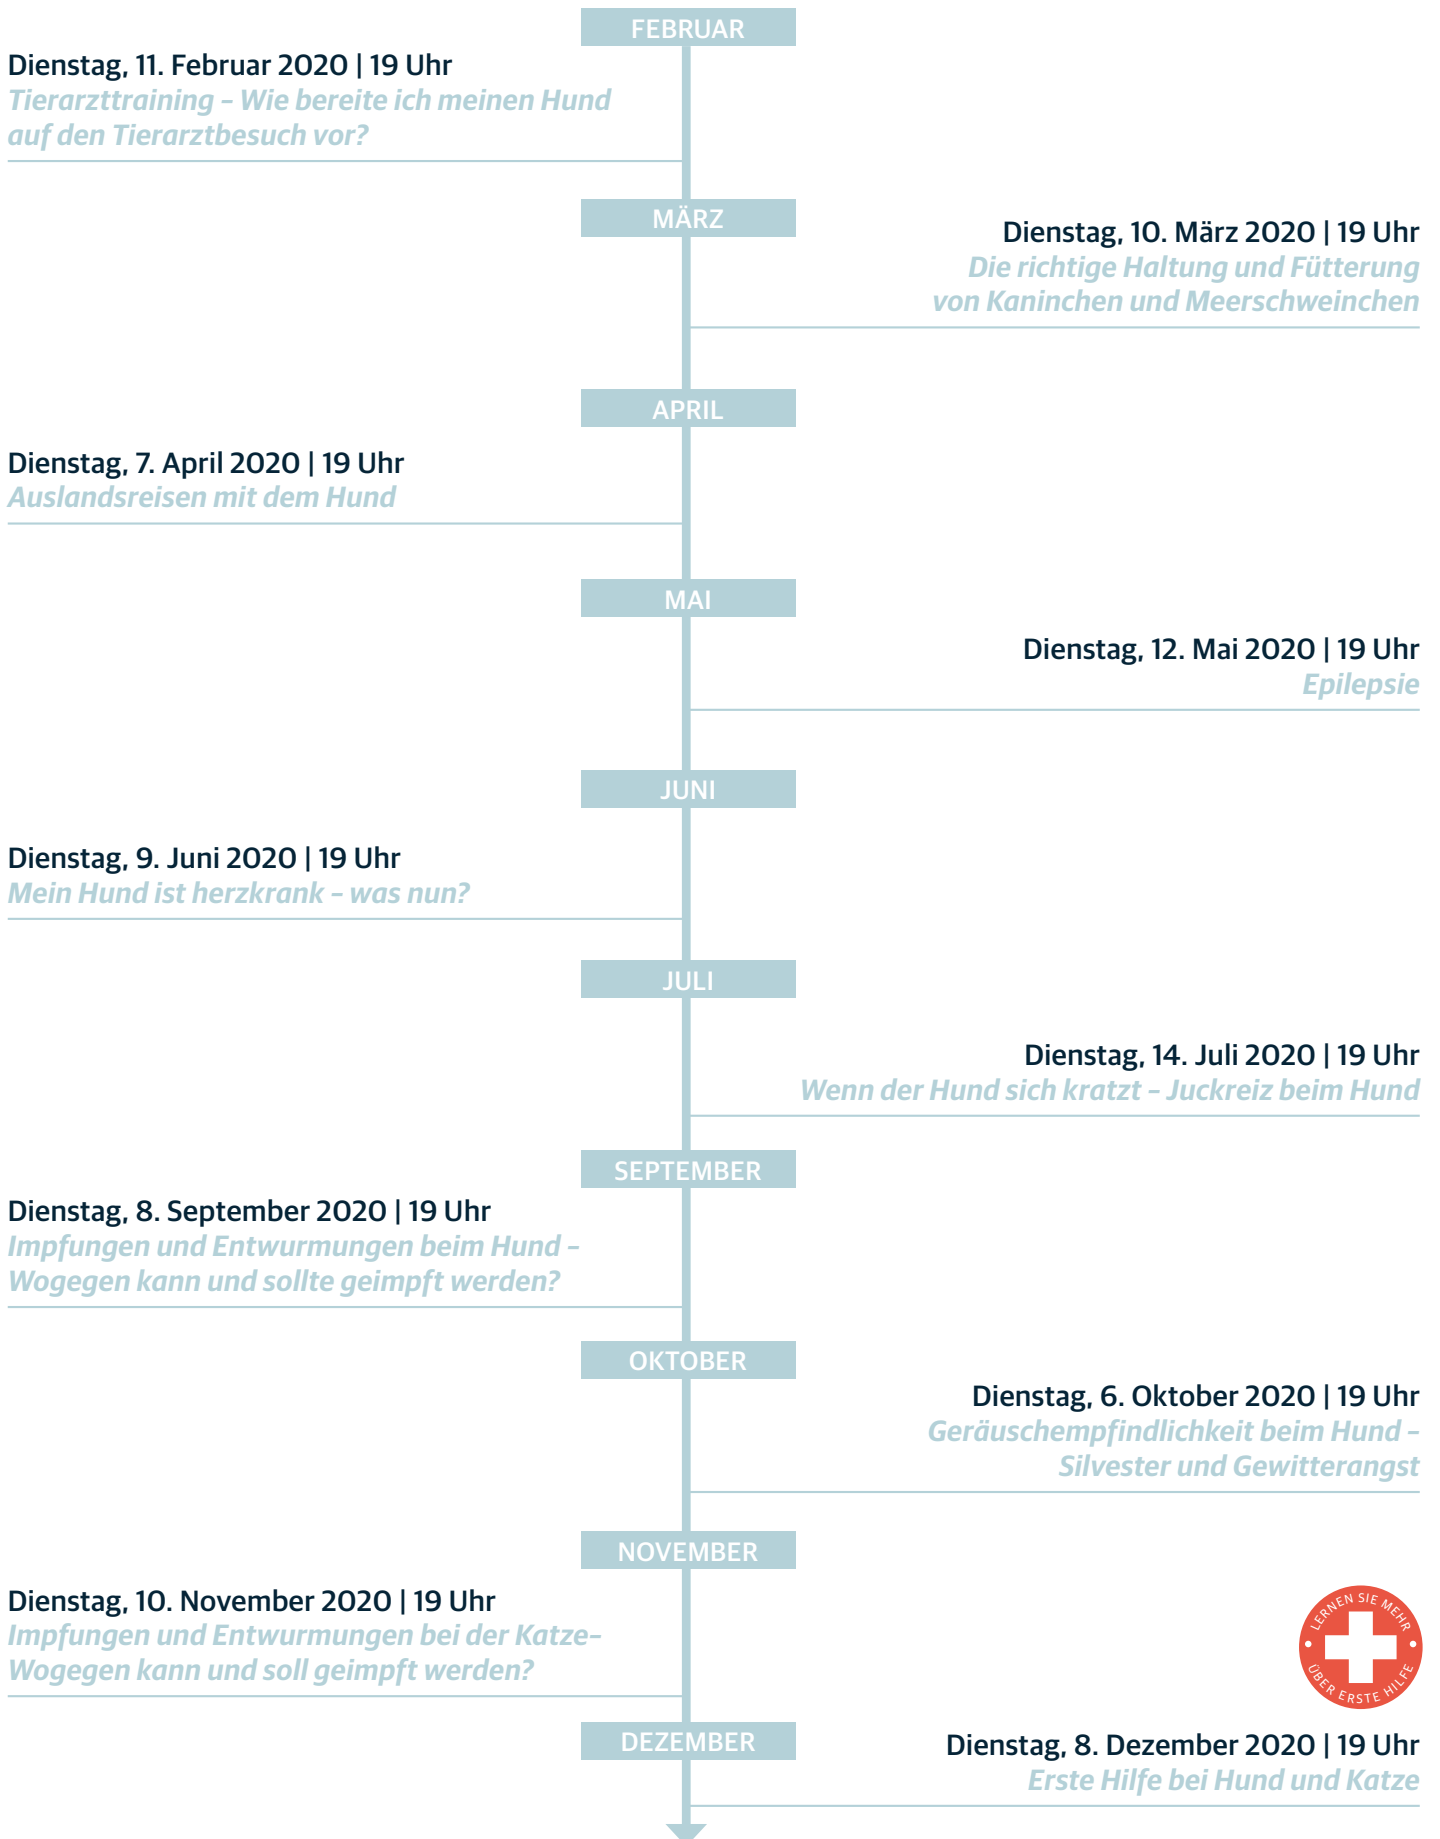 FEBRUAR
Dienstag, 11. Februar 2020 | 19 Uhr
Tierarzttraining – Wie bereite ich meinen Hund
auf den Tierarztbesuch vor?
MÄRZ
Dienstag, 10. März 2020 | 19 Uhr
Die richtige Haltung und Fütterung
von Kaninchen und Meerschweinchen
APRIL
Dienstag, 7. April 2020 | 19 Uhr
Auslandsreisen mit dem Hund
MAI
Dienstag, 12. Mai 2020 | 19 Uhr
Epilepsie
JUNI
Dienstag, 9. Juni 2020 | 19 Uhr
Mein Hund ist herzkrank – was nun?
JULI
Dienstag, 14. Juli 2020 | 19 Uhr
Wenn der Hund sich kratzt – Juckreiz beim Hund
SEPTEMBER
Dienstag, 8. September 2020 | 19 Uhr
Impfungen und Entwurmungen beim Hund –
Wogegen kann und sollte geimpft werden?
OKTOBER
Dienstag, 6. Oktober 2020 | 19 Uhr
Geräuschempfindlichkeit beim Hund –
Silvester und Gewitterangst
NOVEMBER
Dienstag, 10. November 2020 | 19 Uhr
Impfungen und Entwurmungen bei der Katze–
Wogegen kann und soll geimpft werden?
LERNEN SIE MEHR
ÜBER ERSTE HILFE
DEZEMBER
Dienstag, 8. Dezember 2020 | 19 Uhr
Erste Hilfe bei Hund und Katze